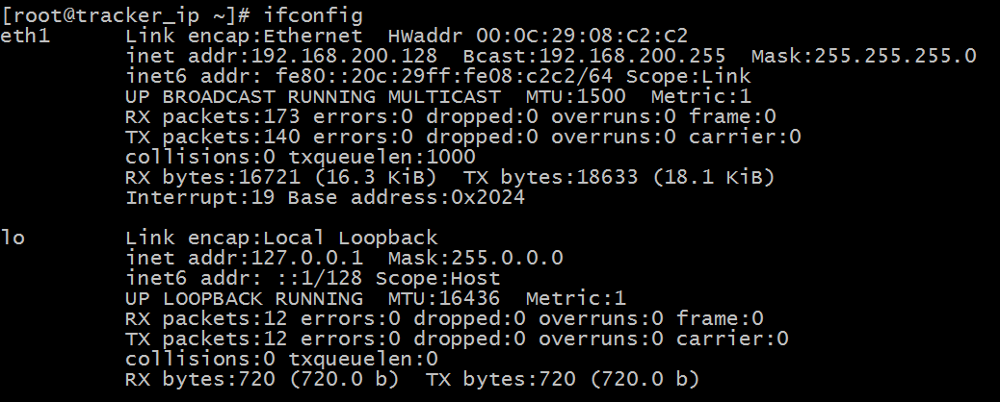 [root@tracker_ip ~]# ifconfig
eth1      Link encap:Ethernet  HWaddr 00:0C:29:08:C2:C2
          inet addr:192.168.200.128  Bcast:192.168.200.255  Mask:255.255.255.0
          inet6 addr: fe80::20c:29ff:fe08:c2c2/64 Scope:Link
          UP BROADCAST RUNNING MULTICAST  MTU:1500  Metric:1
          RX packets:173 errors:0 dropped:0 overruns:0 frame:0
          TX packets:140 errors:0 dropped:0 overruns:0 carrier:0
          collisions:0 txqueuelen:1000
          RX bytes:16721 (16.3 KiB)  TX bytes:18633 (18.1 KiB)
          Interrupt:19 Base address:0x2024

lo        Link encap:Local Loopback
          inet addr:127.0.0.1  Mask:255.0.0.0
          inet6 addr: ::1/128 Scope:Host
          UP LOOPBACK RUNNING  MTU:16436  Metric:1
          RX packets:12 errors:0 dropped:0 overruns:0 frame:0
          TX packets:12 errors:0 dropped:0 overruns:0 carrier:0
          collisions:0 txqueuelen:0
          RX bytes:720 (720.0 b)  TX bytes:720 (720.0 b)